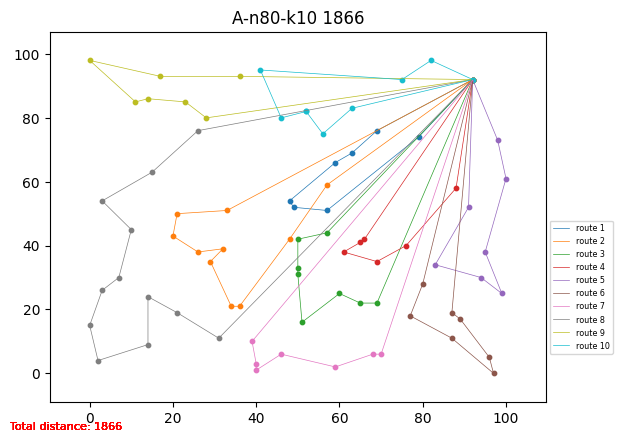 A-n80-k10 1866
100
80
60
40
20
0
0 20 40 60 80 100
route 1
route 2
route 3
route 4
route 5
route 6
route 7
route 8
route 9
route 10
Total distance: 1866